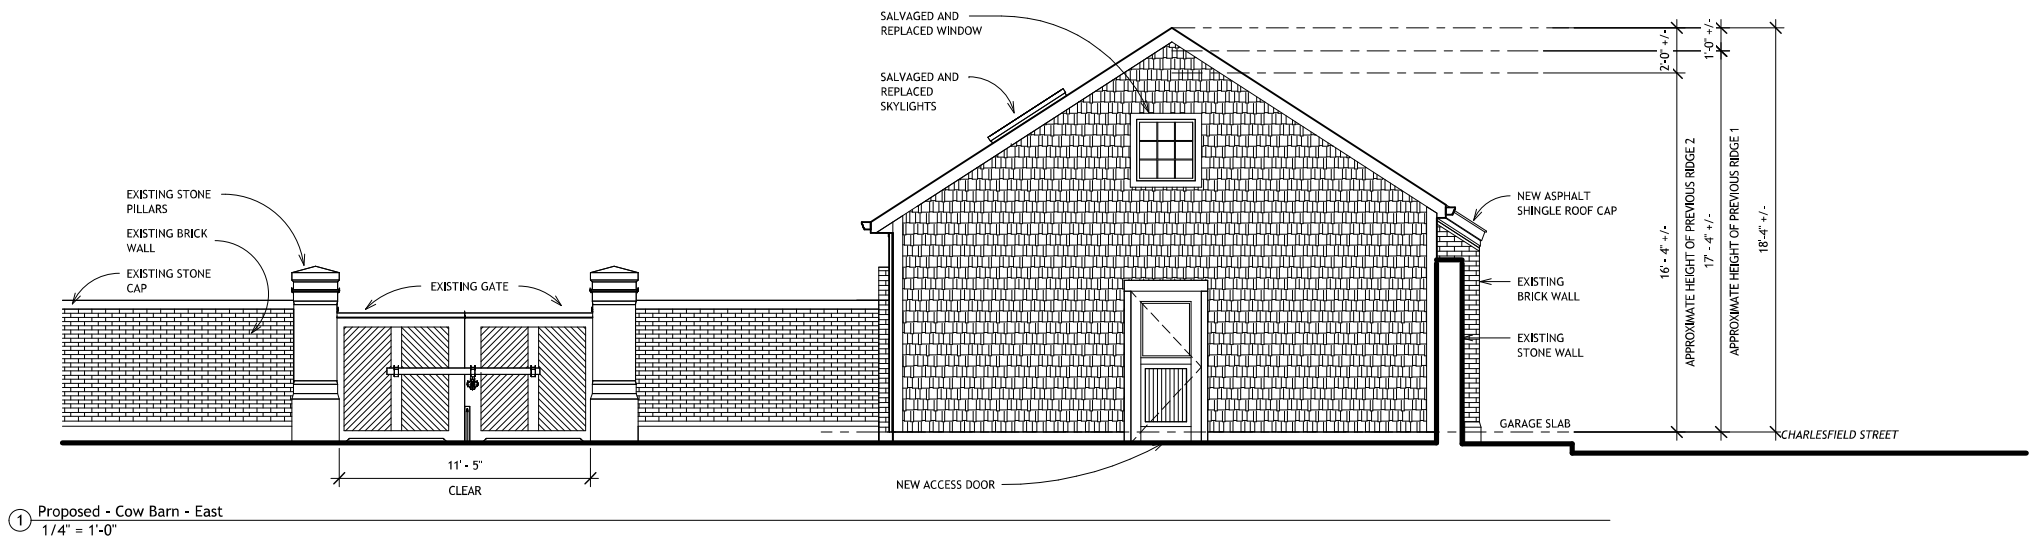 SALVAGED AND
REPLACED WINDOW
SALVAGED AND
REPLACED
SKYLIGHTS
EXISTING STONE
PILLARS
EXISTING BRICK
WALL
EXISTING STONE
CAP
EXISTING GATE
11' - 5"
CLEAR
NEW ACCESS DOOR
NEW ASPHALT
SHINGLE ROOF CAP
EXISTING
BRICK WALL
EXISTING
STONE WALL
GARAGE SLAB
CHARLESFIELD STREET
2'-0" +/-
1'-0" +/-
16' - 4" +/-
APPROXIMATE HEIGHT OF PREVIOUS RIDGE 2
17' - 4" +/-
APPROXIMATE HEIGHT OF PREVIOUS RIDGE 1
18'-4" +/-
1 Proposed - Cow Barn - East
1/4" = 1'-0"